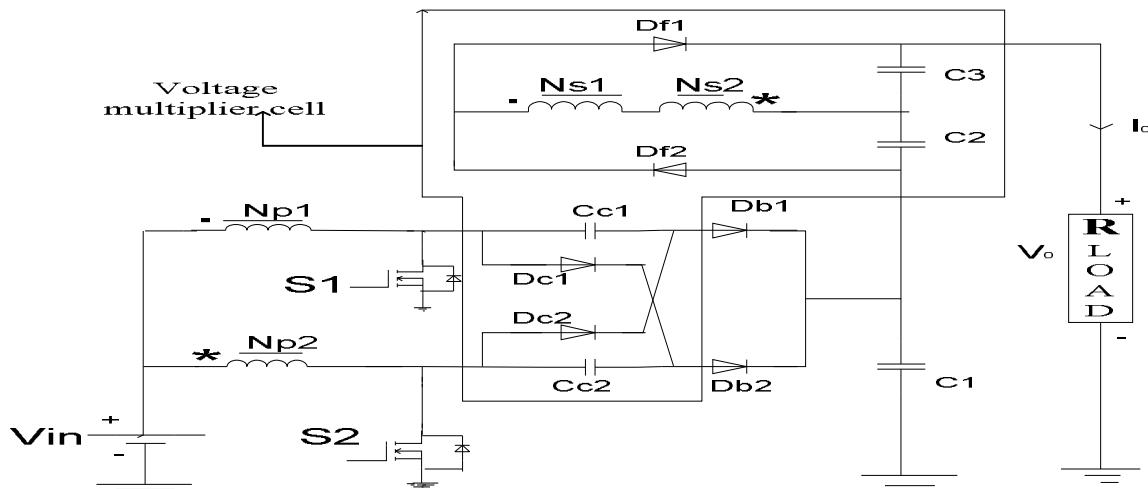 Df1
C3
Voltage
multiplier cell
- Ns1 Ns2 *
Io
C2
Df2
- Np1
Cc1
Db1
+
S1
Dc1
Vo
R
L
O
A
D
Dc2
* Np2
-
Cc2
Db2
C1
+
Vin
-
S2